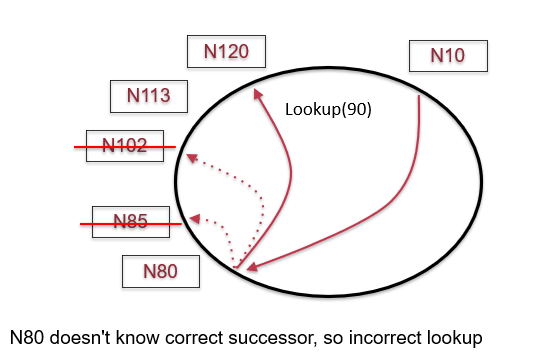 N120
N10
N113
Lookup(90)
N102
N85
N80
N80 doesn't know correct successor, so incorrect lookup